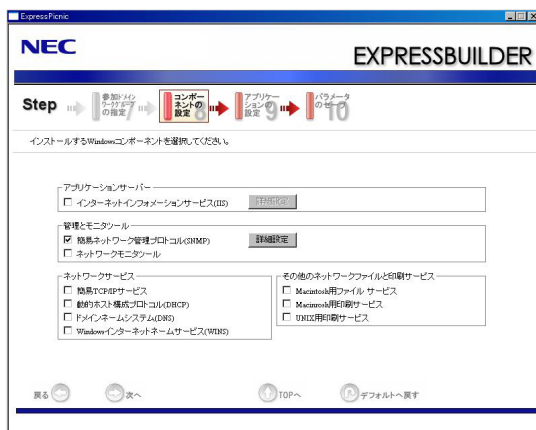 ExpressPicnic
NEC
EXPRESSBUILDER
Step
参加ドメイン
ワークグループ
の指定
7
コンポー
ネントの
設定
8
アプリケー
ションの
設定
9
パラメータ
のセーブ
10
インストールするWindowsコンポーネントを選択してください。
アプリケーションサーバー
インターネットインフォメーションサービス(IIS)
詳細設定
管理とモニタツール
簡易ネットワーク管理プロトコル(SNMP)
詳細設定
ネットワークモニタツール
ネットワークサービス
簡易TCP/IPサービス
動的ホスト構成プロトコル(DHCP)
ドメインネームシステム(DNS)
Windowsインターネットネームサービス(WINS)
その他のネットワークファイルと印刷サービス
Macintosh用ファイル サービス
Macintosh用印刷サービス
UNIX用印刷サービス
戻る
次へ
TOPへ
デフォルトへ戻す